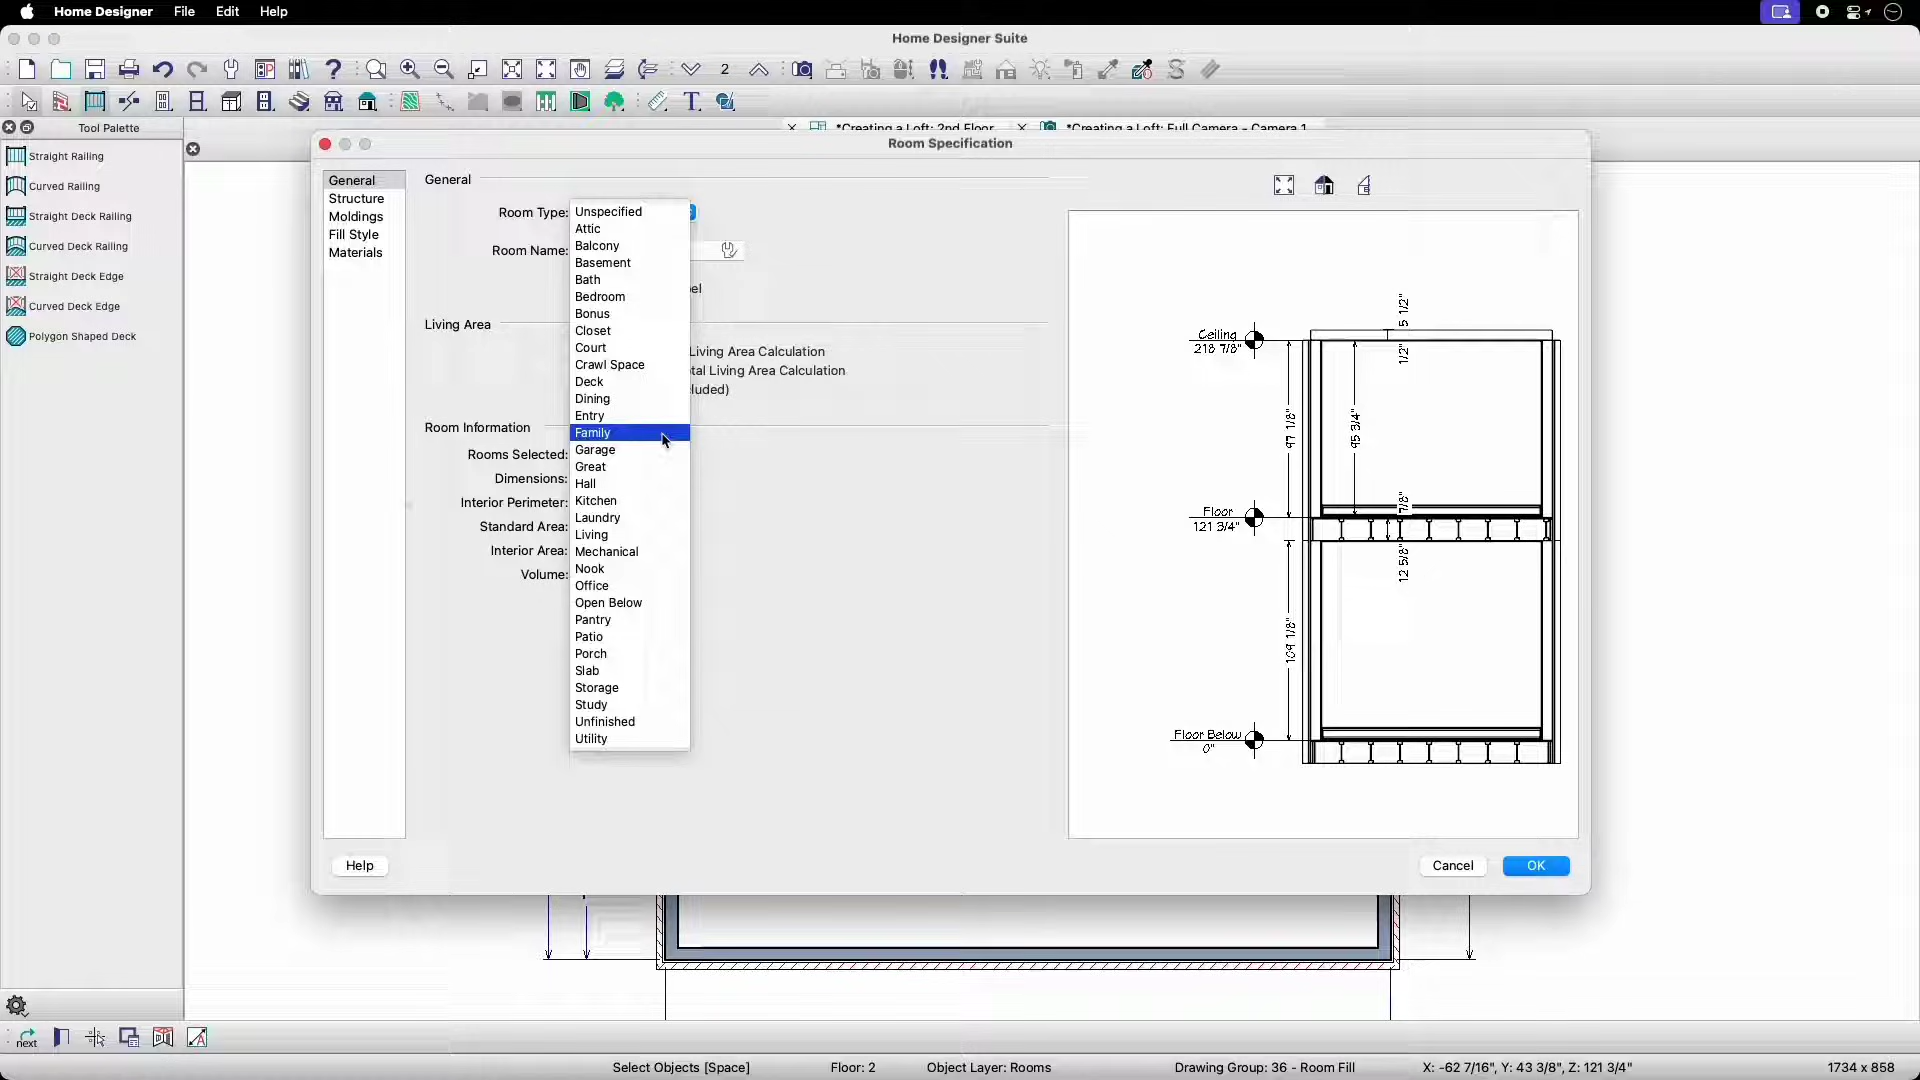 Home Designer File Edit Help
Home Designer Suite
2
Tool Palette
*Creating a Loft: 2nd Floor
*Creating a Loft: Full Camera - Camera 1
Straight Railing
Curved Railing
Straight Deck Railing
Curved Deck Railing
Straight Deck Edge
Curved Deck Edge
Polygon Shaped Deck
Room Specification
General
Structure
Moldings
Fill Style
Materials
General
Room Type:
Room Name:
el
Living Area
Living Area Calculation
tal Living Area Calculation
luded)
Room Information
Rooms Selected:
Dimensions:
Interior Perimeter:
Standard Area:
Interior Area:
Volume:
Unspecified
Attic
Balcony
Basement
Bath
Bedroom
Bonus
Closet
Court
Crawl Space
Deck
Dining
Entry
Family
Garage
Great
Hall
Kitchen
Laundry
Living
Mechanical
Nook
Office
Open Below
Pantry
Patio
Porch
Slab
Storage
Study
Unfinished
Utility
Ceiling
218 7/8"
5 1/2"
1/2"
97 1/8"
95 3/4"
Floor
121 3/4"
7/8"
12 5/8"
109 1/8"
Floor Below
0"
Help
Cancel
OK
next
Select Objects [Space]
Floor: 2
Object Layer: Rooms
Drawing Group: 36 - Room Fill
X: -62 7/16", Y: 43 3/8", Z: 121 3/4"
1734 x 858